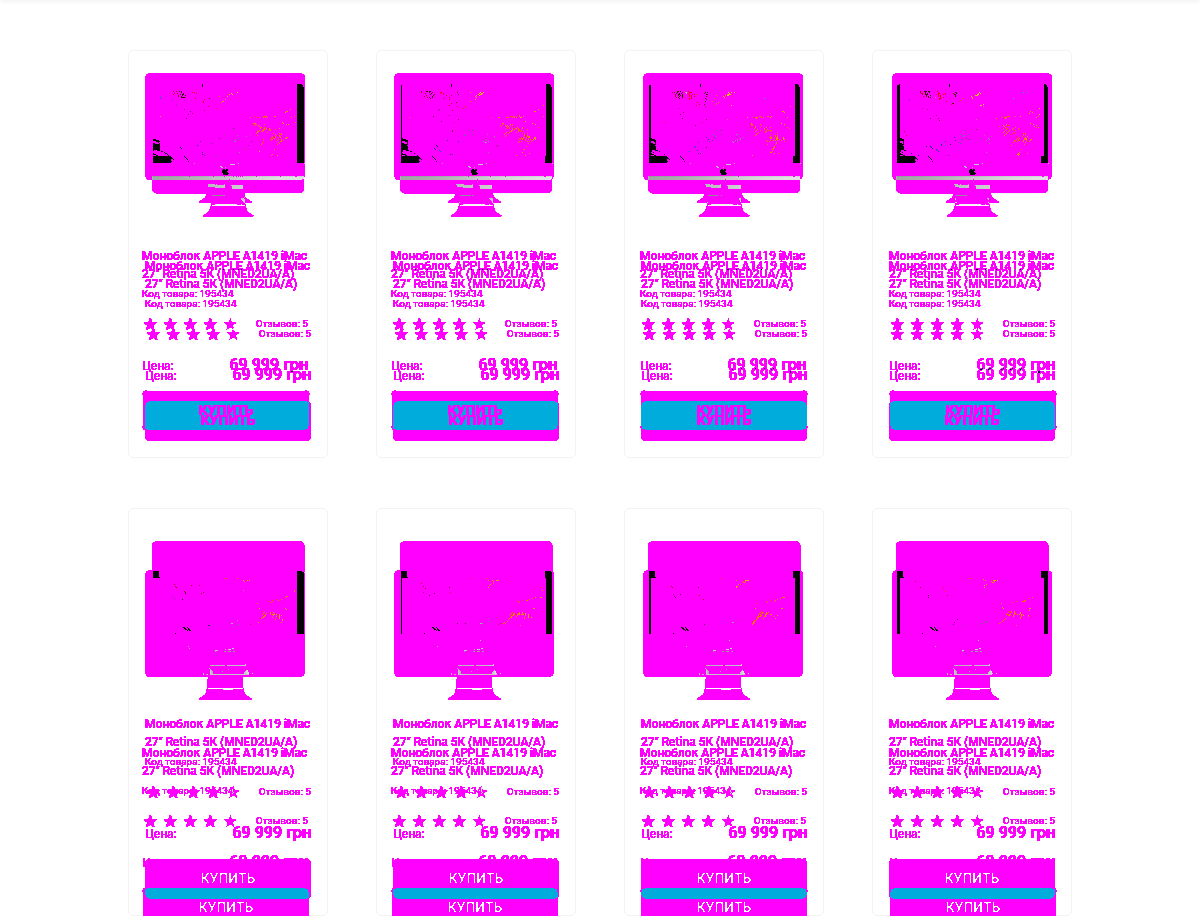 Моноблок APPLE A1419 iMac
Моноблок APPLE A1419 iMac
27" Retina 5K (MNED2UA/A)
27" Retina 5K (MNED2UA/A)
Код товара: 195434
Код товара: 195434
Отзывов: 5
Отзывов: 5
Цена: 69 999 грн
Цена: 69 999 грн
КУПИТЬ
КУПИТЬ
Моноблок APPLE A1419 iMac
Моноблок APPLE A1419 iMac
27" Retina 5K (MNED2UA/A)
27" Retina 5K (MNED2UA/A)
Код товара: 195434
Код товара: 195434
Отзывов: 5
Отзывов: 5
Цена: 69 999 грн
Цена: 69 999 грн
КУПИТЬ
КУПИТЬ
Моноблок APPLE A1419 iMac
Моноблок APPLE A1419 iMac
27" Retina 5K (MNED2UA/A)
27" Retina 5K (MNED2UA/A)
Код товара: 195434
Код товара: 195434
Отзывов: 5
Отзывов: 5
Цена: 69 999 грн
Цена: 69 999 грн
КУПИТЬ
КУПИТЬ
Моноблок APPLE A1419 iMac
Моноблок APPLE A1419 iMac
27" Retina 5K (MNED2UA/A)
27" Retina 5K (MNED2UA/A)
Код товара: 195434
Код товара: 195434
Отзывов: 5
Отзывов: 5
Цена: 69 999 грн
Цена: 69 999 грн
КУПИТЬ
КУПИТЬ
Моноблок APPLE A1419 iMac
27" Retina 5K (MNED2UA/A)
Моноблок APPLE A1419 iMac
Код товара: 195434
27" Retina 5K (MNED2UA/A)
Отзывов: 5
Отзывов: 5
Цена: 69 999 грн
КУПИТЬ
КУПИТЬ
Моноблок APPLE A1419 iMac
27" Retina 5K (MNED2UA/A)
Моноблок APPLE A1419 iMac
Код товара: 195434
27" Retina 5K (MNED2UA/A)
Отзывов: 5
Отзывов: 5
Цена: 69 999 грн
КУПИТЬ
КУПИТЬ
Моноблок APPLE A1419 iMac
27" Retina 5K (MNED2UA/A)
Моноблок APPLE A1419 iMac
Код товара: 195434
27" Retina 5K (MNED2UA/A)
Отзывов: 5
Отзывов: 5
Цена: 69 999 грн
КУПИТЬ
КУПИТЬ
Моноблок APPLE A1419 iMac
27" Retina 5K (MNED2UA/A)
Моноблок APPLE A1419 iMac
Код товара: 195434
27" Retina 5K (MNED2UA/A)
Отзывов: 5
Отзывов: 5
Цена: 69 999 грн
КУПИТЬ
КУПИТЬ